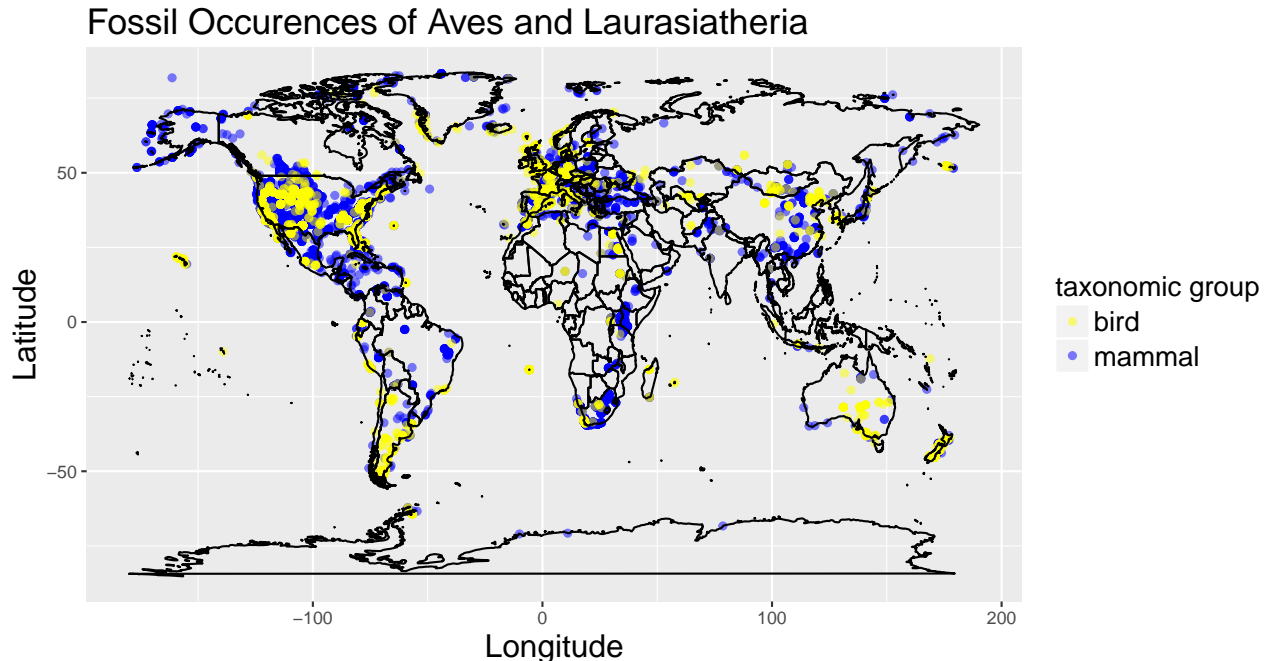 Fossil Occurences of Aves and Laurasiatheria
50
0
−50
Latitude
−100 0 100 200
Longitude
taxonomic group
bird
mammal